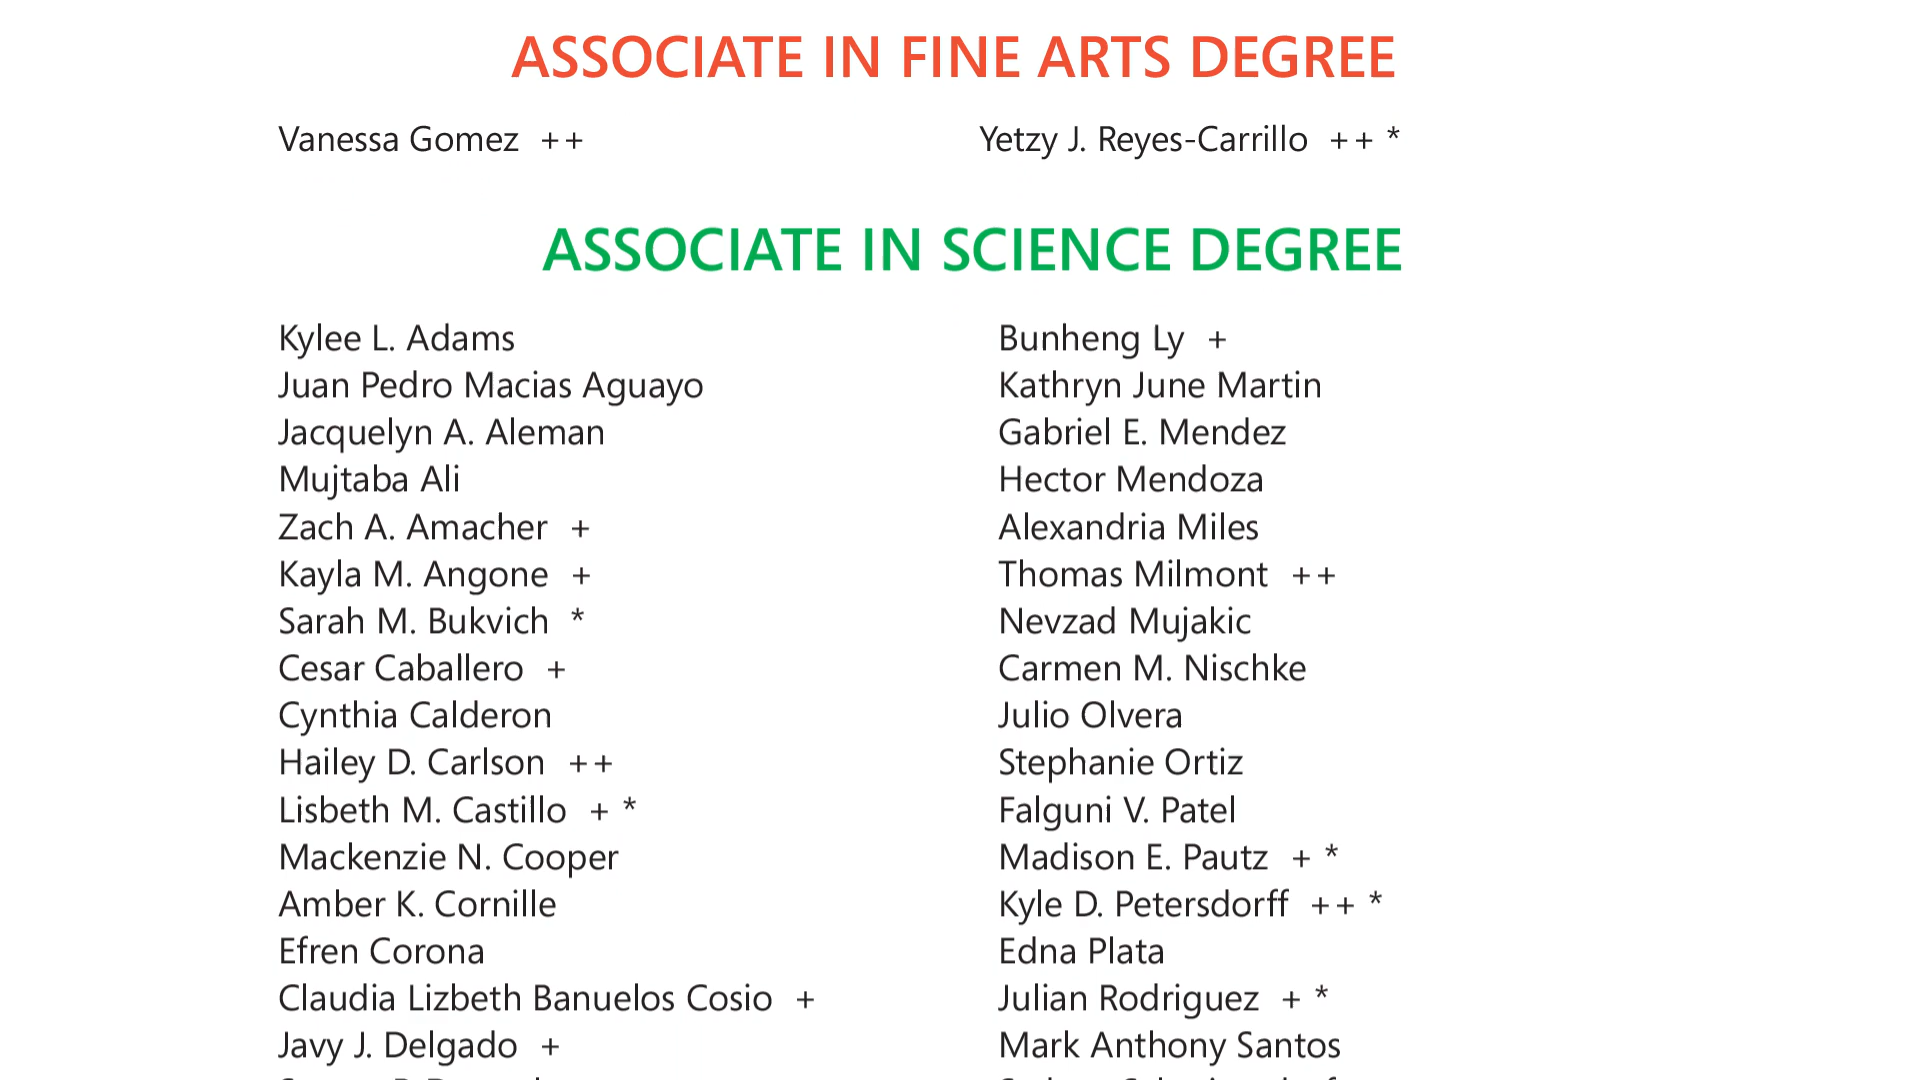 ASSOCIATE IN FINE ARTS DEGREE
Vanessa Gomez ++
Yetzy J. Reyes-Carrillo ++ *
ASSOCIATE IN SCIENCE DEGREE
Kylee L. Adams
Juan Pedro Macias Aguayo
Jacquelyn A. Aleman
Mujtaba Ali
Zach A. Amacher +
Kayla M. Angone +
Sarah M. Bukvich *
Cesar Caballero +
Cynthia Calderon
Hailey D. Carlson ++
Lisbeth M. Castillo + *
Mackenzie N. Cooper
Amber K. Cornille
Efren Corona
Claudia Lizbeth Banuelos Cosio +
Javy J. Delgado +
Bunheng Ly +
Kathryn June Martin
Gabriel E. Mendez
Hector Mendoza
Alexandria Miles
Thomas Milmont ++
Nevzad Mujakic
Carmen M. Nischke
Julio Olvera
Stephanie Ortiz
Falguni V. Patel
Madison E. Pautz + *
Kyle D. Petersdorff ++ *
Edna Plata
Julian Rodriguez + *
Mark Anthony Santos